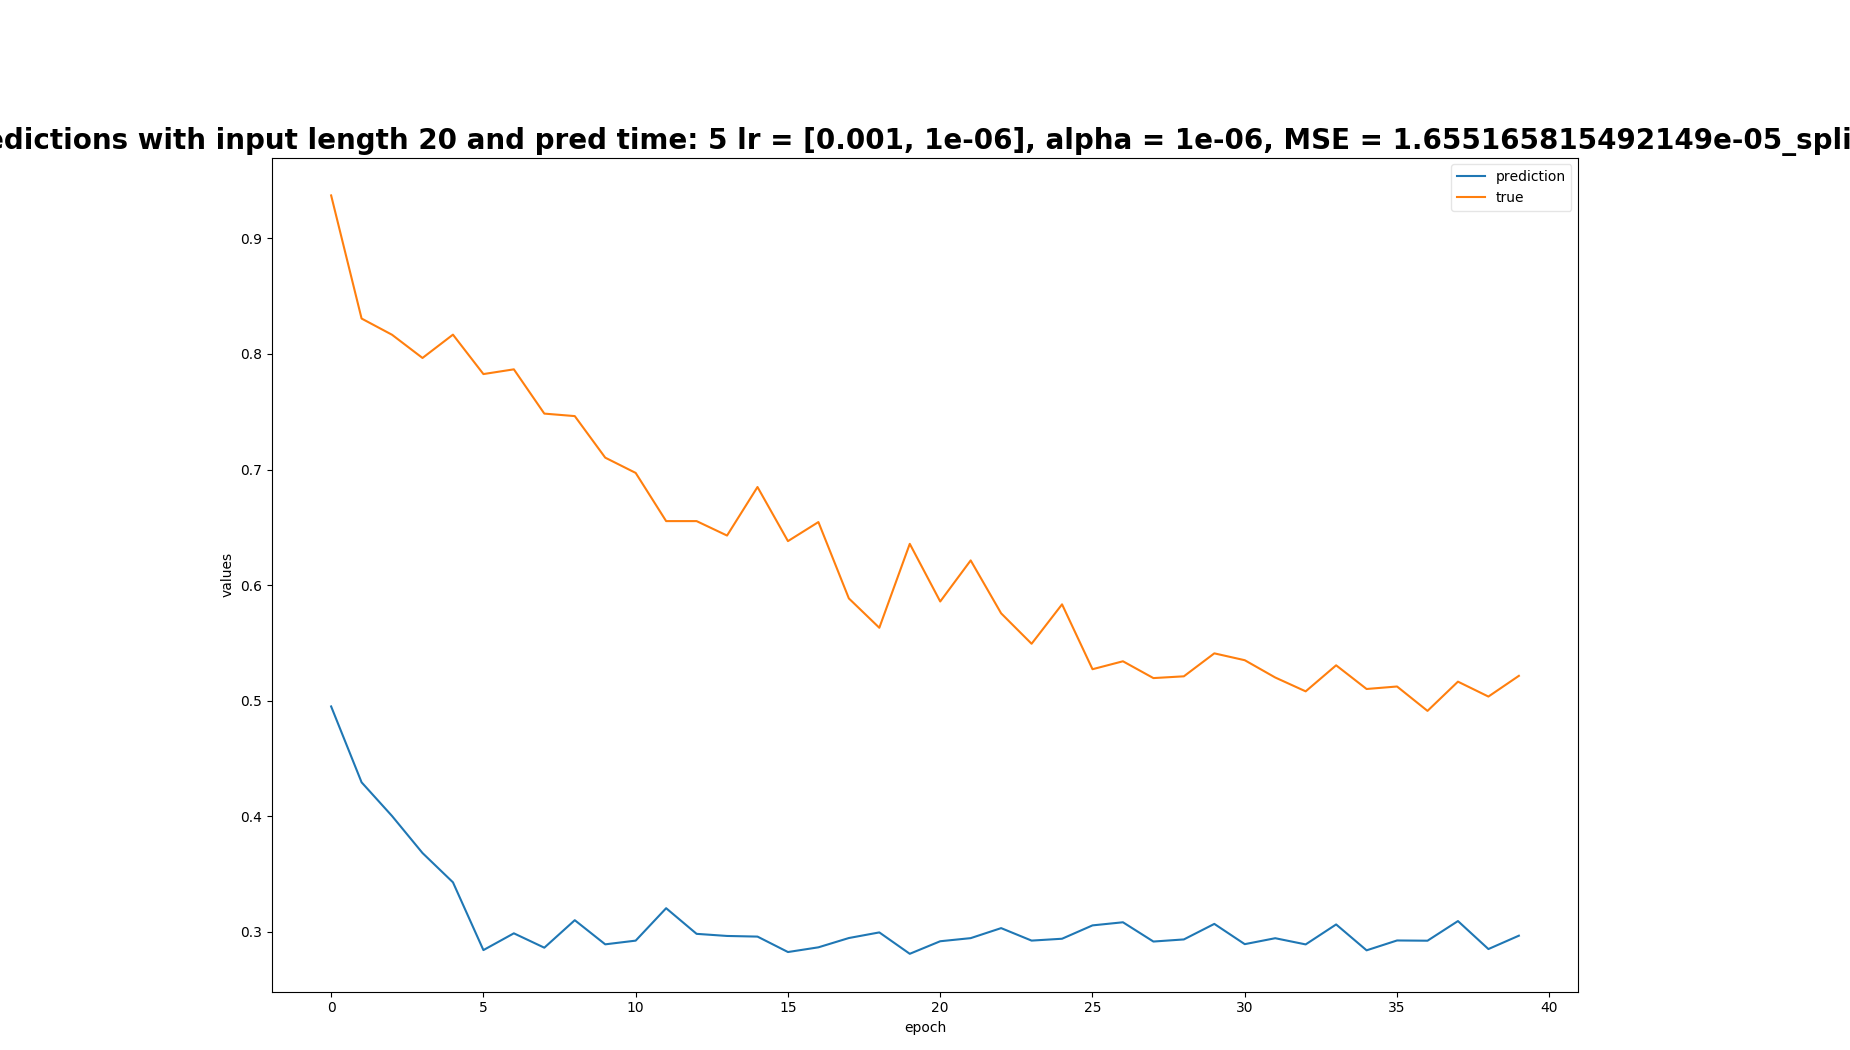 edictions with input length 20 and pred time: 5 lr = [0.001, 1e-06], alpha = 1e-06, MSE = 1.655165815492149e-05_spli
prediction
true
0.9
0.8
0.7
0.6
0.5
0.4
0.3
values
0 5 10 15 20 25 30 35 40
epoch